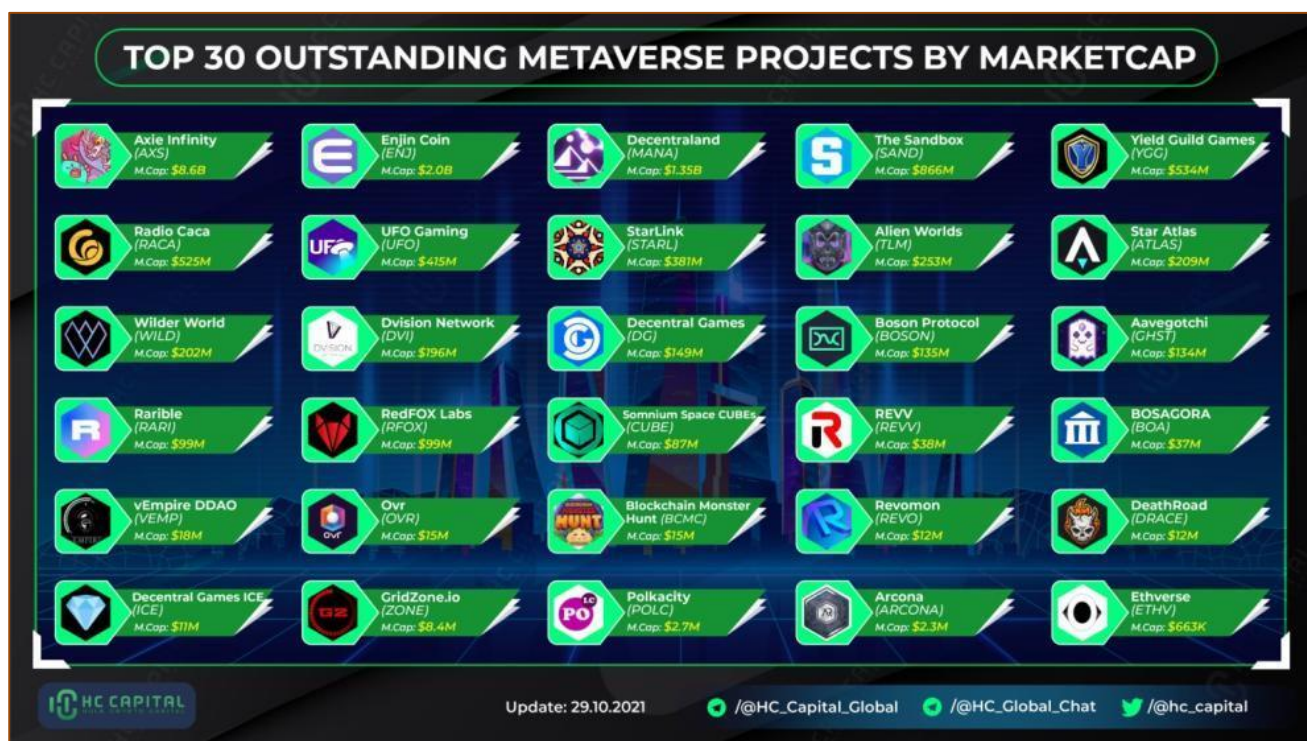 TOP 30 OUTSTANDING METAVERSE PROJECTS BY MARKETCAP
Axie Infinity
(AXS)
M.Cap: $8.6B
Enjin Coin
(ENJ)
M.Cap: $2.0B
Decentraland
(MANA)
M.Cap: $1.35B
The Sandbox
(SAND)
M.Cap: $866M
Yield Guild Games
(YGG)
M.Cap: $534M
Radio Caca
(RACA)
M.Cap: $525M
UFO
UFO Gaming
(UFO)
M.Cap: $415M
StarLink
(STARL)
M.Cap: $381M
Alien Worlds
(TLM)
M.Cap: $253M
Star Atlas
(ATLAS)
M.Cap: $209M
Wilder World
(WILD)
M.Cap: $202M
DVISION
Dvision Network
(DVI)
M.Cap: $196M
Decentral Games
(DG)
M.Cap: $149M
Boson Protocol
(BOSON)
M.Cap: $135M
Aavegotchi
(GHST)
M.Cap: $134M
R
Rarible
(RARI)
M.Cap: $99M
RedFOX Labs
(RFOX)
M.Cap: $99M
Somnium Space CUBEs
(CUBE)
M.Cap: $87M
R
REVV
(REVV)
M.Cap: $38M
BOSAGORA
(BOA)
M.Cap: $37M
vEmpire DDAO
(VEMP)
M.Cap: $18M
ovr
Ovr
(OVR)
M.Cap: $15M
HUNT
Blockchain Monster
Hunt (BCMC)
M.Cap: $15M
Revomon
(REVO)
M.Cap: $12M
DeathRoad
(DRACE)
M.Cap: $12M
Decentral Games ICE
(ICE)
M.Cap: $11M
GZ
GridZone.io
(ZONE)
M.Cap: $8.4M
PO LC
Polkacity
(POLC)
M.Cap: $2.7M
Arcona
(ARCONA)
M.Cap: $2.3M
Ethverse
(ETHV)
M.Cap: $663K
HC CAPITAL
Update: 29.10.2021
/@HC_Capital_Global
/@HC_Global_Chat
/@hc_capital